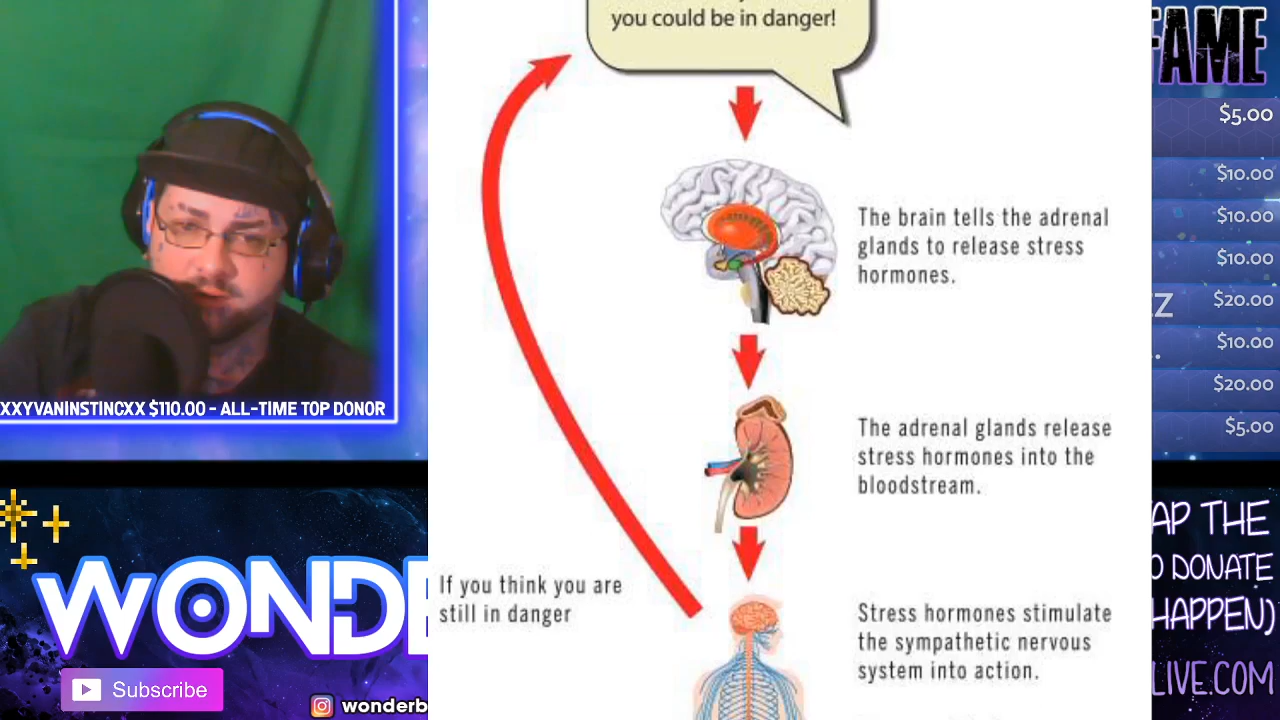 you could be in danger!
The brain tells the adrenal
glands to release stress
hormones.
The adrenal glands release
stress hormones into the
bloodstream.
If you think you are
still in danger
Stress hormones stimulate
the sympathetic nervous
system into action.
XXYVANINSTINCXX $110.00 - ALL-TIME TOP DONOR
WONDE
Subscribe
wonderb
FAME
$5.00
$10.00
$10.00
$10.00
Z $20.00
. $10.00
$20.00
$5.00
AP THE
O DONATE
HAPPEN)
LIVE.COM